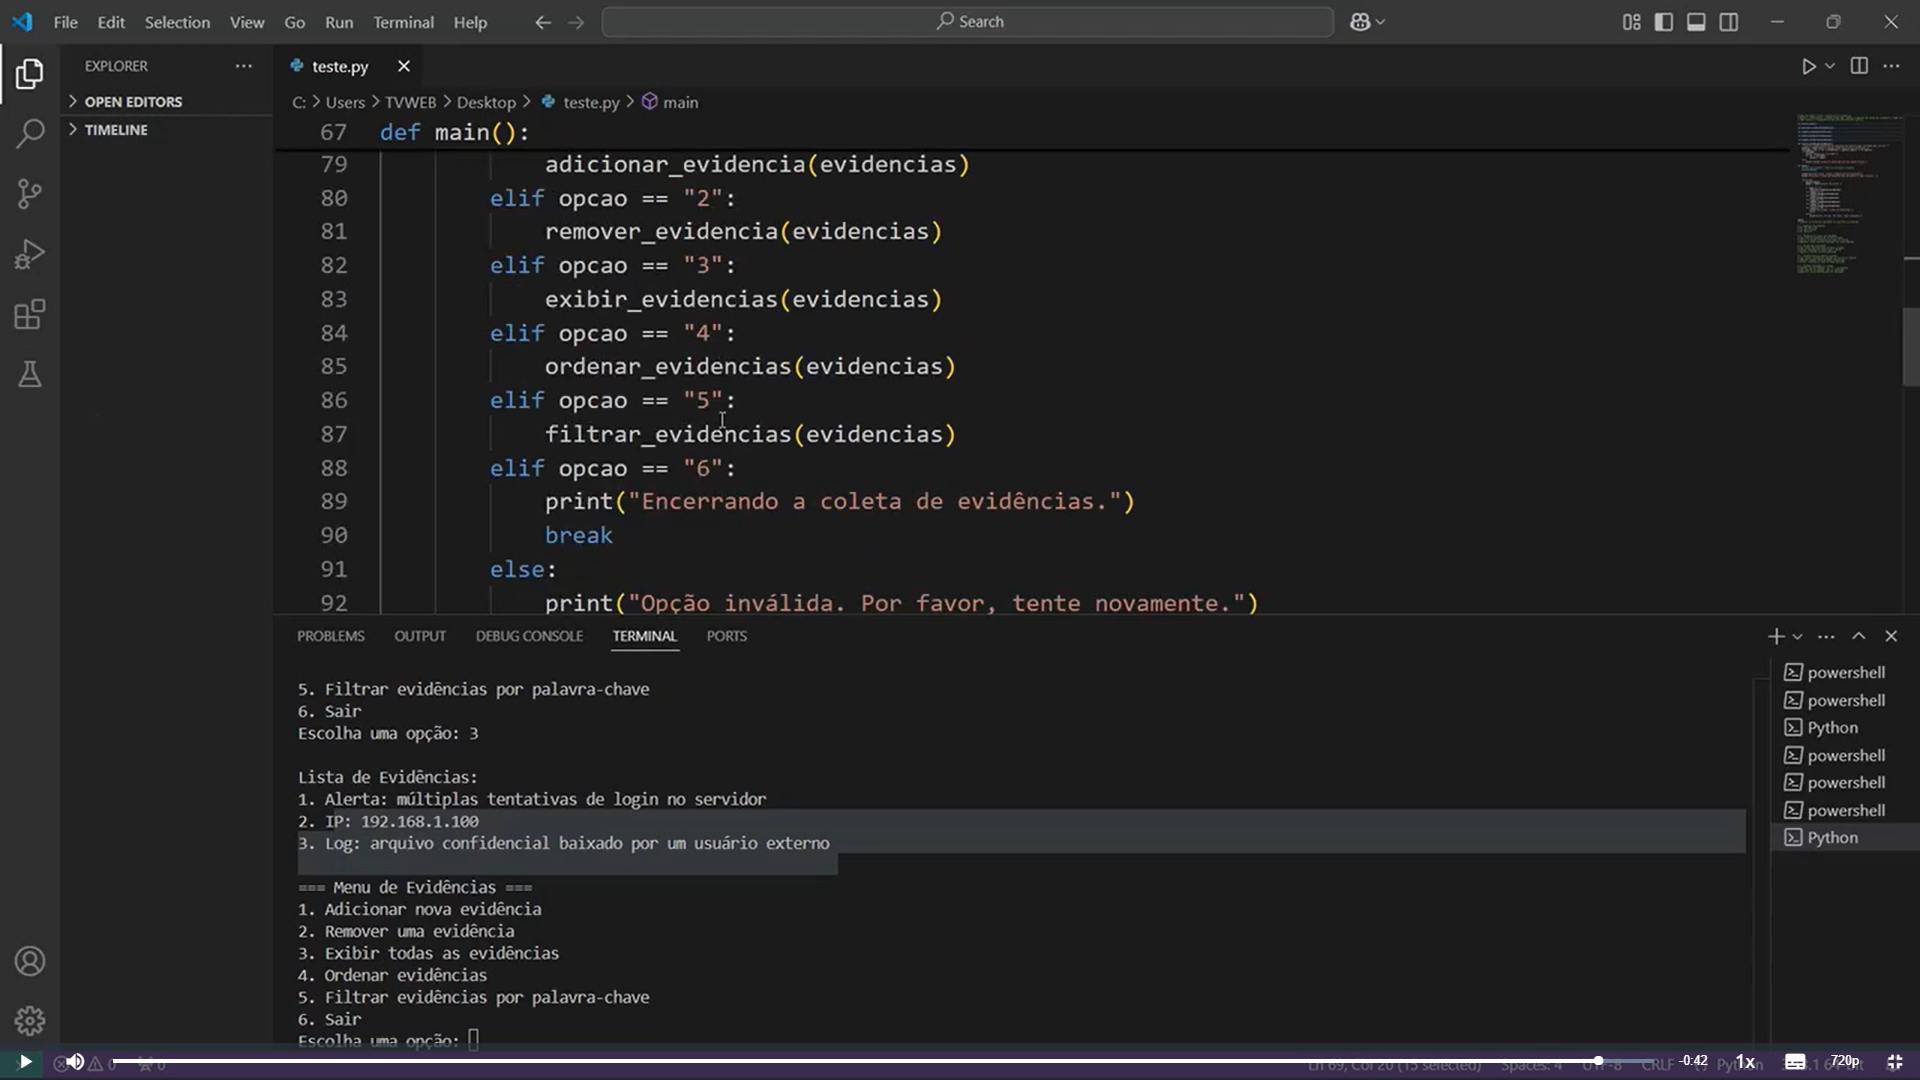 File Edit Selection View Go Run Terminal Help
Search
EXPLORER
OPEN EDITORS
TIMELINE
teste.py
C: > Users > TVWEB > Desktop > teste.py > main
67 def main():
79 adicionar_evidencia(evidencias)
80 elif opcao == "2":
81 remover_evidencia(evidencias)
82 elif opcao == "3":
83 exibir_evidencias(evidencias)
84 elif opcao == "4":
85 ordenar_evidencias(evidencias)
86 elif opcao == "5":
87 filtrar_evidencias(evidencias)
88 elif opcao == "6":
89 print("Encerrando a coleta de evidências.")
90 break
91 else:
92 print("Opção inválida. Por favor, tente novamente.")
PROBLEMS OUTPUT DEBUG CONSOLE TERMINAL PORTS
5. Filtrar evidências por palavra-chave
6. Sair
Escolha uma opção: 3
Lista de Evidências:
1. Alerta: múltiplas tentativas de login no servidor
2. IP: 192.168.1.100
3. Log: arquivo confidencial baixado por um usuário externo
=== Menu de Evidências ===
1. Adicionar nova evidência
2. Remover uma evidência
3. Exibir todas as evidências
4. Ordenar evidências
5. Filtrar evidências por palavra-chave
6. Sair
Escolha uma opção:
powershell
powershell
Python
powershell
powershell
powershell
Python
Ln 69, Col 20 (15 selected) Spaces: 4 UTF-8 CRLF Python
-0:42 1x 720p